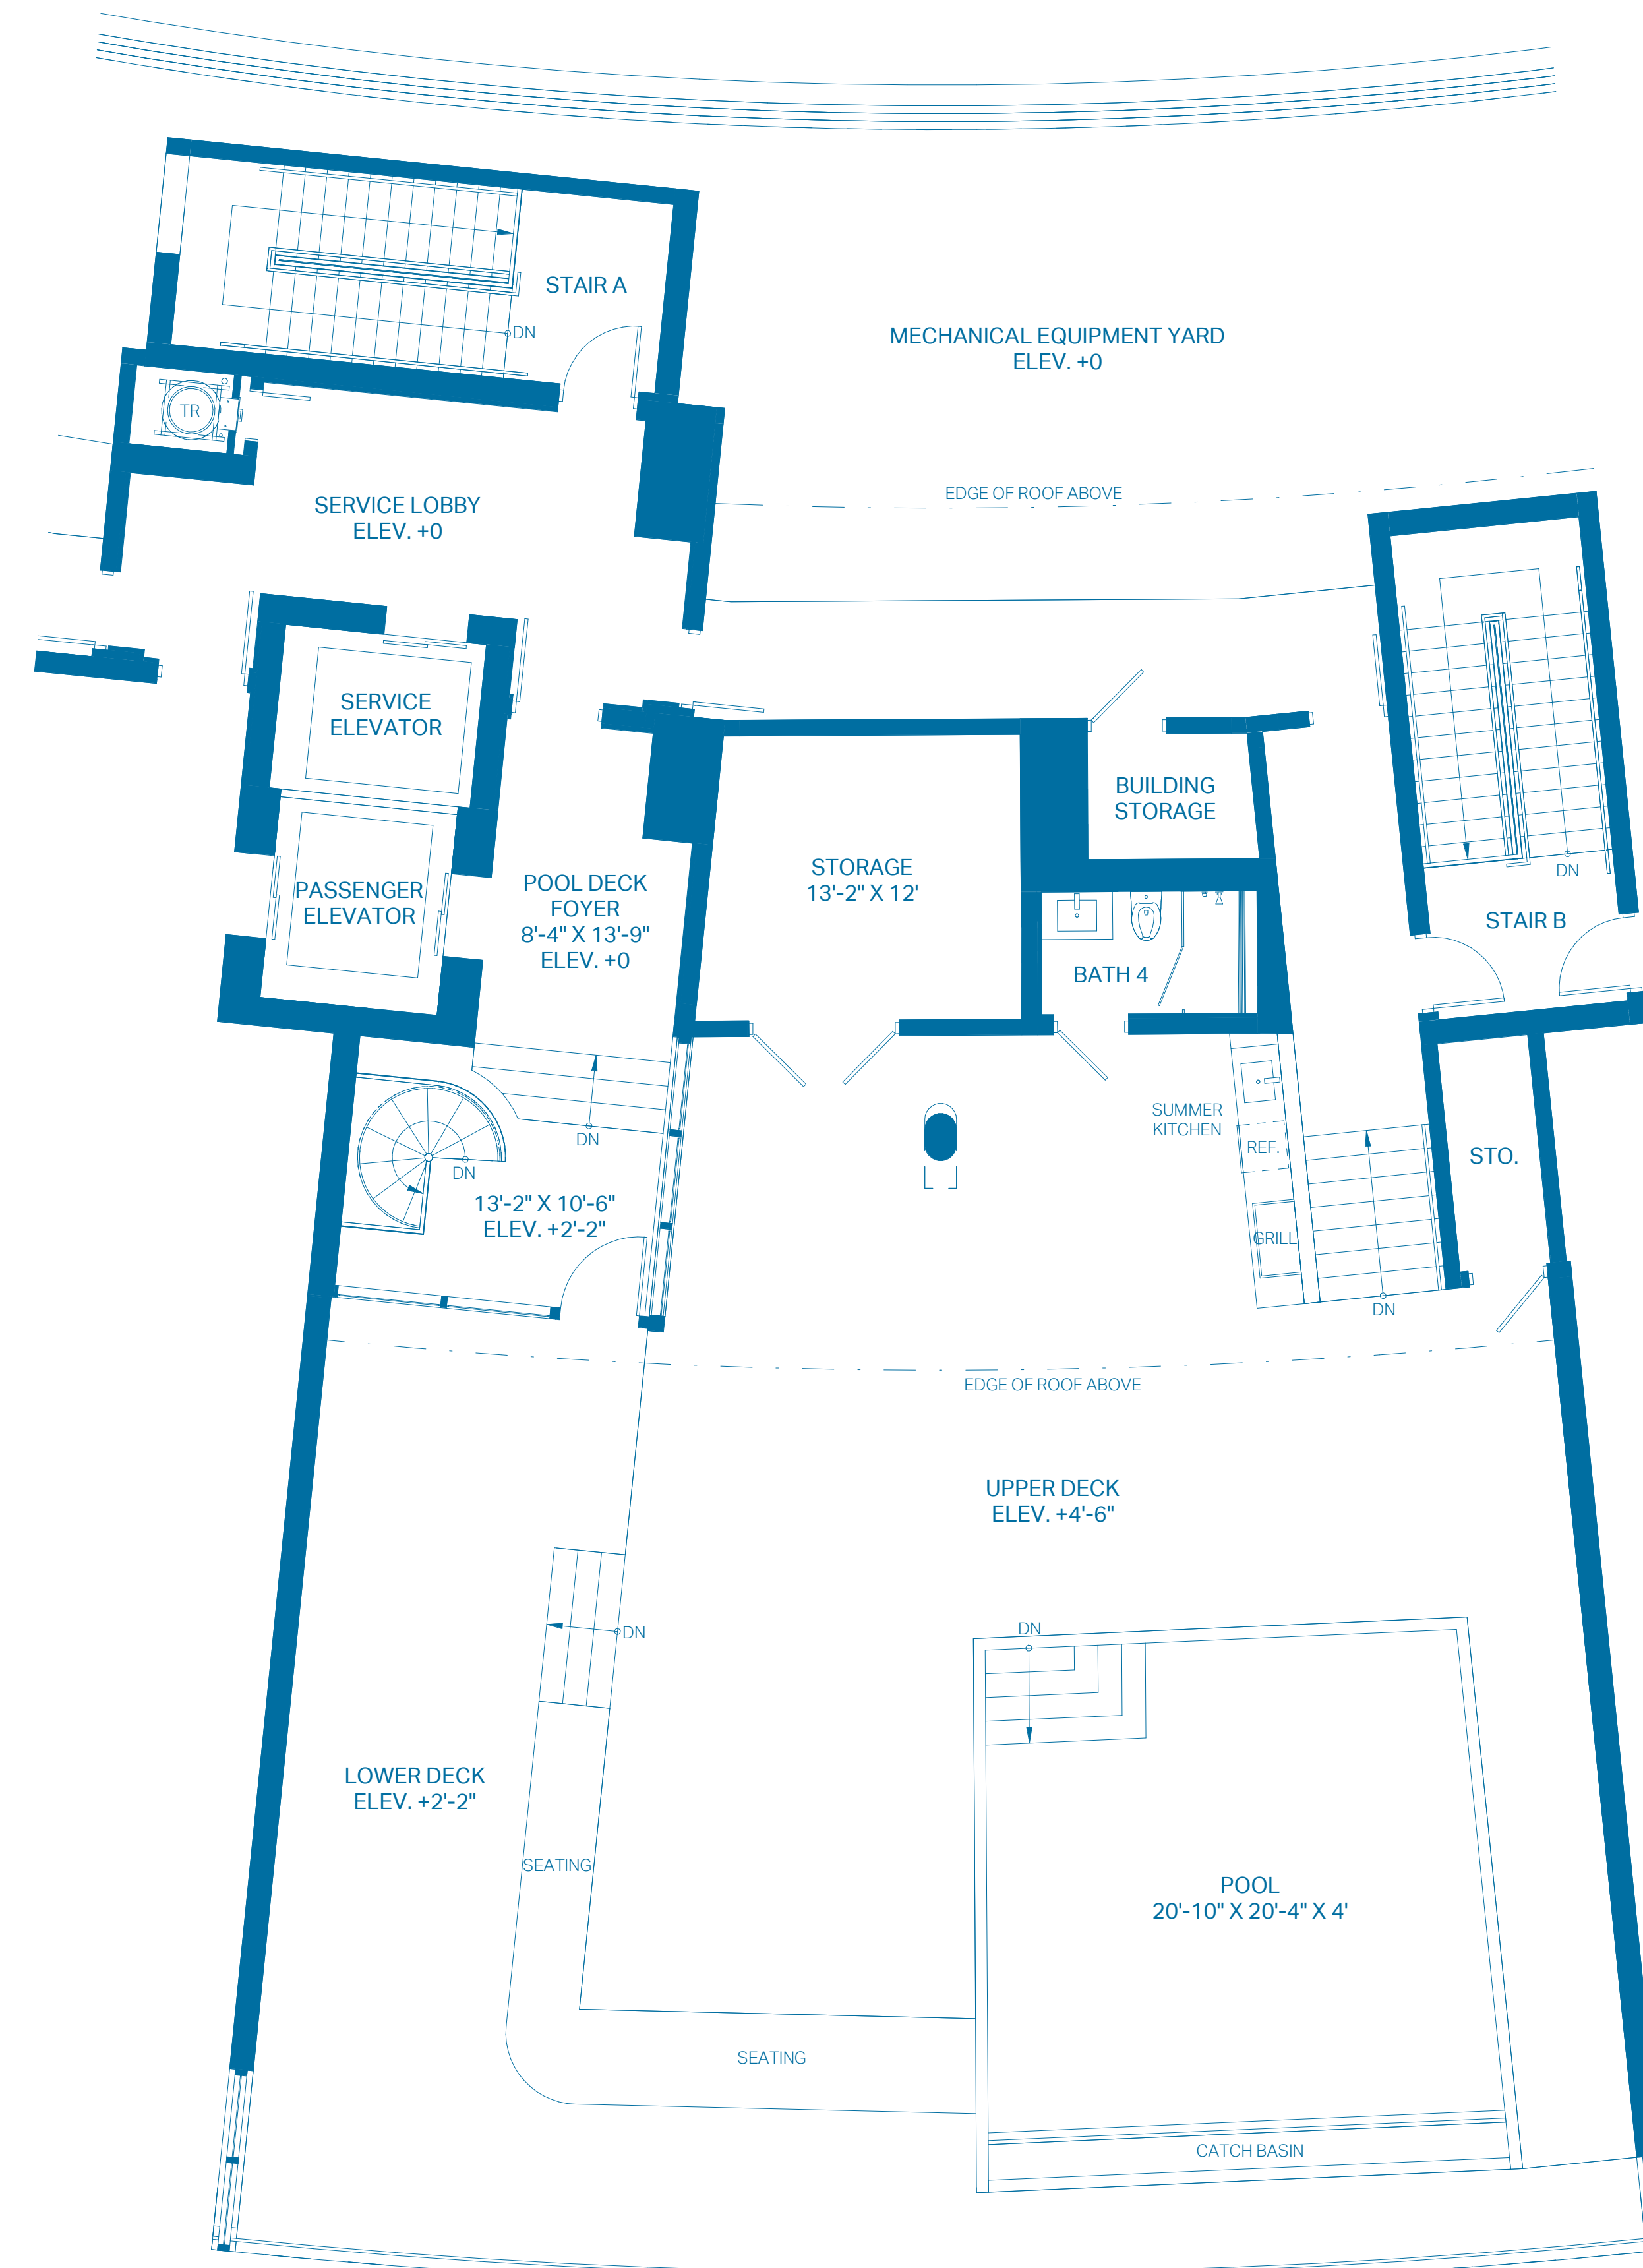 STAIR A
DN
MECHANICAL EQUIPMENT YARD
ELEV. +0
TR
EDGE OF ROOF ABOVE
SERVICE LOBBY
ELEV. +0
SERVICE
ELEVATOR
BUILDING
STORAGE
STORAGE
13'-2" X 12'
DN
PASSENGER
ELEVATOR
POOL DECK
FOYER
8'-4" X 13'-9"
ELEV. +0
STAIR B
BATH 4
SUMMER
KITCHEN
DN
REF.
STO.
DN
13'-2" X 10'-6"
ELEV. +2'-2"
GRILL
DN
EDGE OF ROOF ABOVE
UPPER DECK
ELEV. +4'-6"
DN
DN
LOWER DECK
ELEV. +2'-2"
SEATING
POOL
20'-10" X 20'-4" X 4'
SEATING
CATCH BASIN